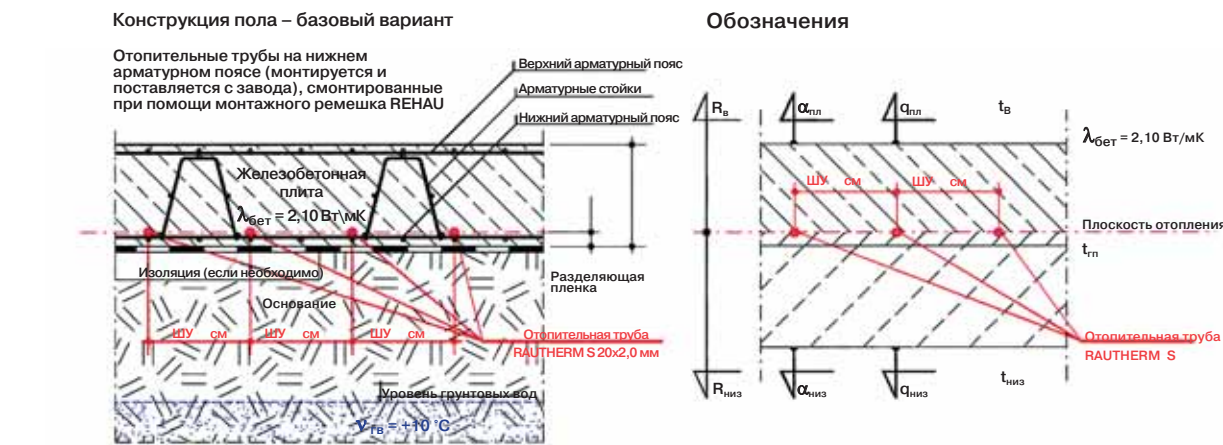 Конструкция пола – базовый вариант
Отопительные трубы на нижнем
арматурном поясе (монтируется и
поставляется с завода), смонтированные
при помощи монтажного ремешка REHAU
Верхний арматурный пояс
Арматурные стойки
Нижний арматурный пояс
Железобетонная
плита
λбет = 2,10 Вт\мК
Изоляция (если необходимо)
Разделяющая
пленка
Основание
ШУ см ШУ см ШУ см
Отопительная труба
RAUTHERM S 20x2,0 мм
Уровень грунтовых вод
νгв = +10 °C
Обозначения
Rв
αпл
qпл
tв
λбет = 2,10 Вт/мК
ШУ см ШУ см
Плоскость отопления
tгп
Отопительная труба
RAUTHERM S
Rниз
αниз
qниз
tниз